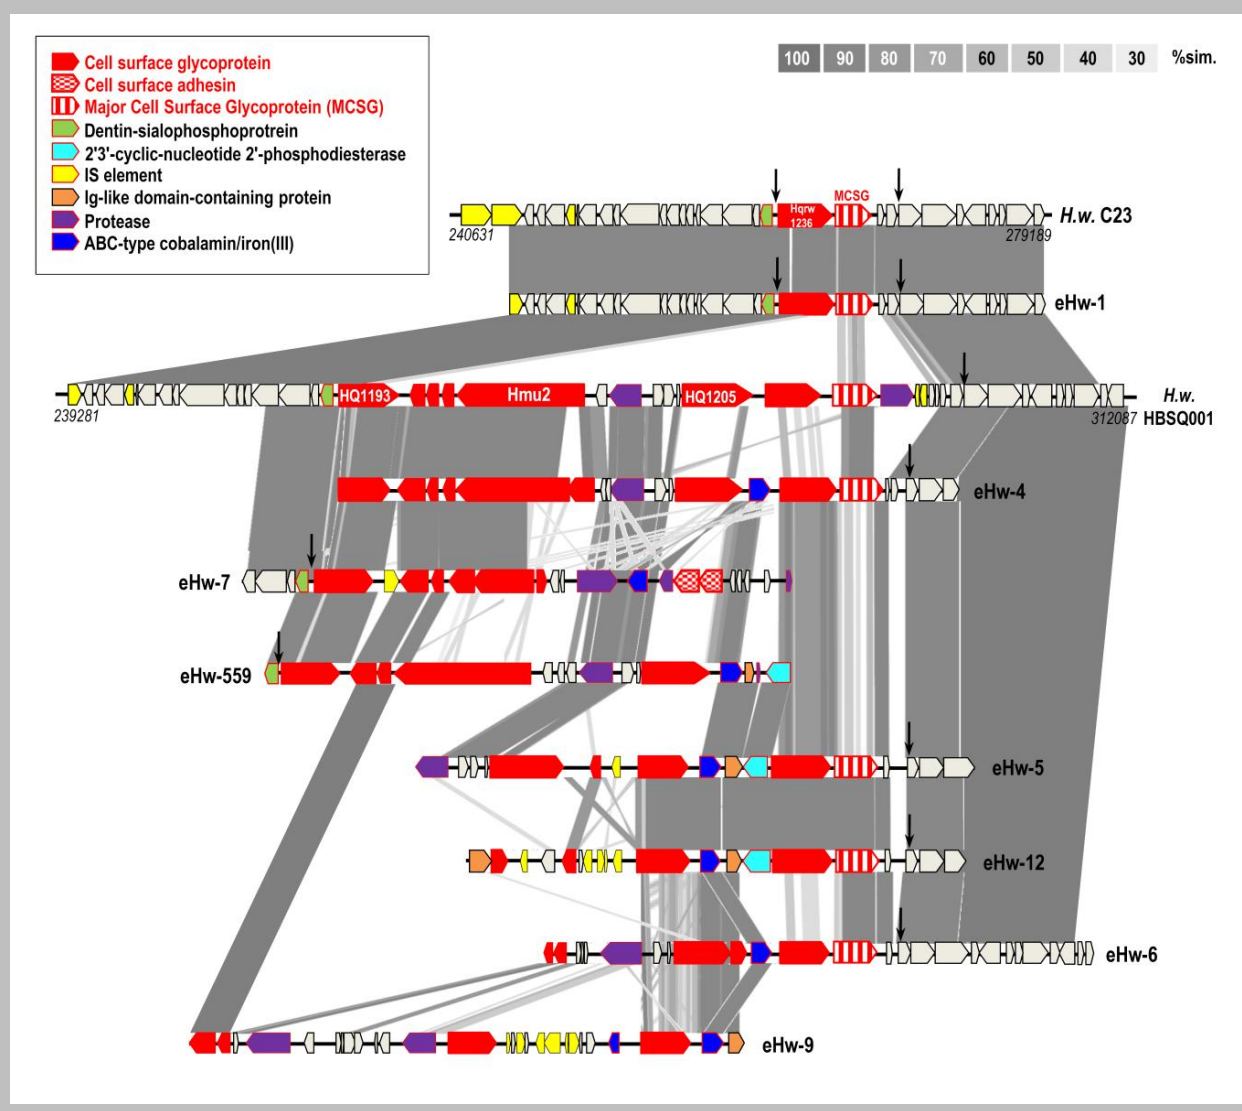 Cell surface glycoprotein
Cell surface adhesin
Major Cell Surface Glycoprotein (MCSG)
Dentin-sialophosphoprotrein
2'3'-cyclic-nucleotide 2'-phosphodiesterase
IS element
Ig-like domain-containing protein
Protease
ABC-type cobalamin/iron(III)
100 90 80 70 60 50 40 30 %sim.
MCSG
Hqrw
1236
H.w. C23
240631
279189
eHw-1
HQ1193
Hmu2
HQ1205
H.w.
HBSQ001
239281
312087
eHw-4
eHw-7
eHw-559
eHw-5
eHw-12
eHw-6
eHw-9